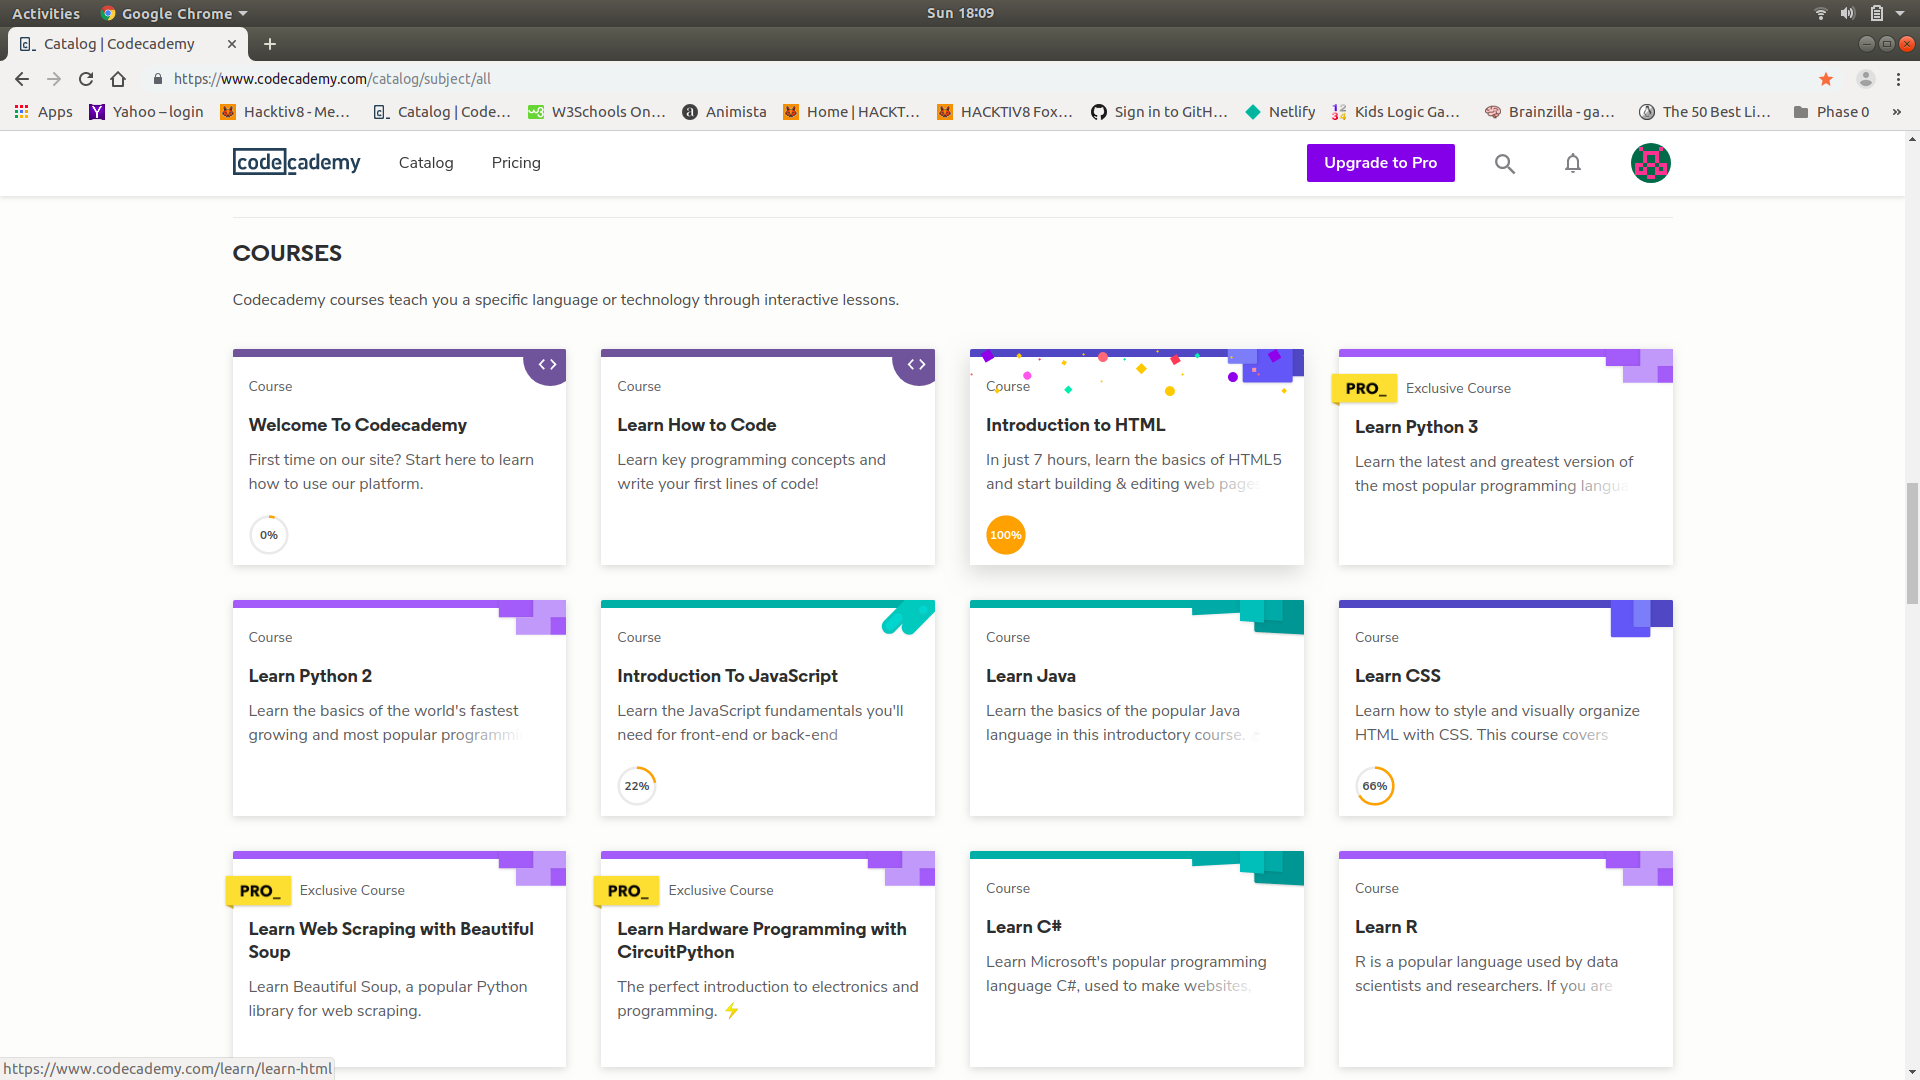 Activities
Google Chrome
Sun 18:09
Catalog | Codecademy
https://www.codecademy.com/catalog/subject/all
Apps
Yahoo – login
Hacktiv8 - Me...
Catalog | Code...
W3Schools On...
Animista
Home | HACKT...
HACKTIV8 Fox...
Sign in to GitH...
Netlify
Kids Logic Ga...
Brainzilla - ga...
The 50 Best Li...
Phase 0
»
codecademy
Catalog
Pricing
Upgrade to Pro
COURSES
Codecademy courses teach you a specific language or technology through interactive lessons.
Course
Welcome To Codecademy
First time on our site? Start here to learn
how to use our platform.
0%
Course
Learn How to Code
Learn key programming concepts and
write your first lines of code!
Course
Introduction to HTML
In just 7 hours, learn the basics of HTML5
and start building & editing web page
100%
PRO_
Exclusive Course
Learn Python 3
Learn the latest and greatest version of
the most popular programming langua
Course
Learn Python 2
Learn the basics of the world's fastest
growing and most popular programmi
Course
Introduction To JavaScript
Learn the JavaScript fundamentals you'll
need for front-end or back-end
22%
Course
Learn Java
Learn the basics of the popular Java
language in this introductory course.
Course
Learn CSS
Learn how to style and visually organize
HTML with CSS. This course covers
66%
PRO_
Exclusive Course
Learn Web Scraping with Beautiful
Soup
Learn Beautiful Soup, a popular Python
library for web scraping.
PRO_
Exclusive Course
Learn Hardware Programming with
CircuitPython
The perfect introduction to electronics and
programming. ⚡
Course
Learn C#
Learn Microsoft's popular programming
language C#, used to make websites,
Course
Learn R
R is a popular language used by data
scientists and researchers. If you are
https://www.codecademy.com/learn/learn-html